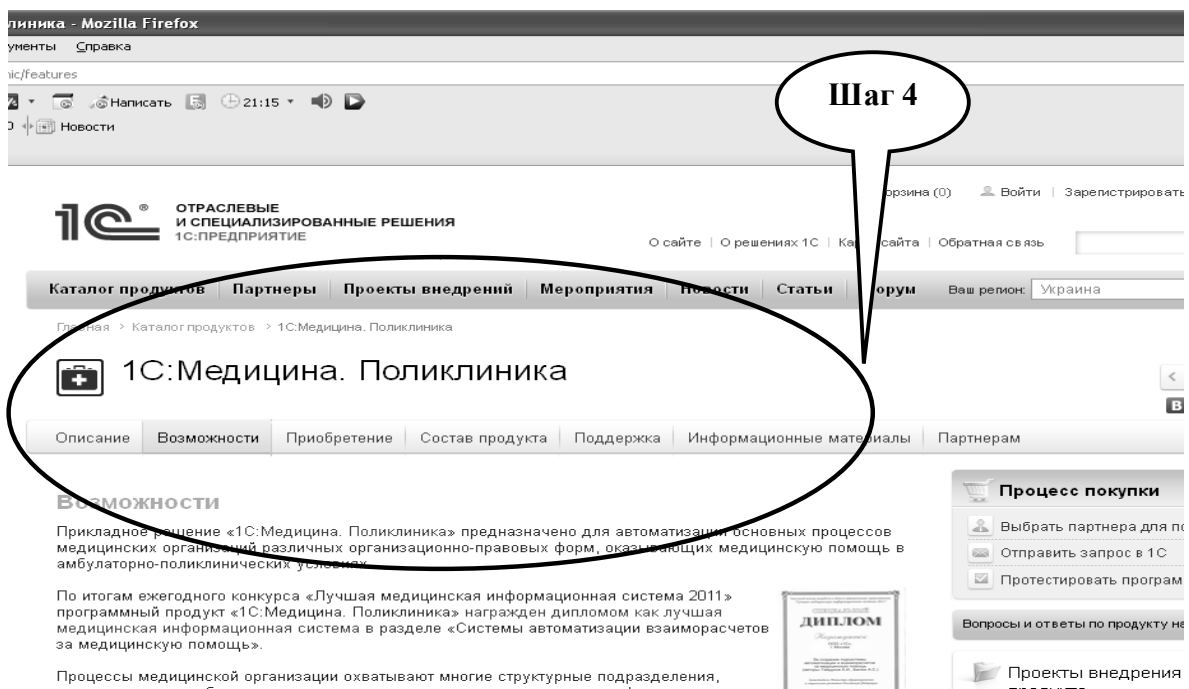 линика - Mozilla Firefox
ументы Справка
nic/features
Написать 21:15
Новости
Шаг 4
орзина (0) Войти Зарегистрировать
1С® ОТРАСЛЕВЫЕ
И СПЕЦИАЛИЗИРОВАННЫЕ РЕШЕНИЯ
1С:ПРЕДПРИЯТИЕ
О сайте | О решениях 1С | Ка сайта | Обратная связь
Каталог продуктов Партнеры Проекты внедрений Мероприятия Новости Статьи орум Ваш регион: Украина
Главная > Каталог продуктов > 1С:Медицина. Поликлиника
1С:Медицина. Поликлиника
В
Описание Возможности Приобретение Состав продукта Поддержка Информационные материалы Партнерам
Возможности
Прикладное решение «1С:Медицина. Поликлиника» предназначено для автоматизации основных процессов
медицинских организаций различных организационно-правовых форм, оказывающих медицинскую помощь в
амбулаторно-поликлинических условиях.
По итогам ежегодного конкурса «Лучшая медицинская информационная система 2011»
программный продукт «1С:Медицина. Поликлиника» награжден дипломом как лучшая
медицинская информационная система в разделе «Системы автоматизации взаиморасчетов
за медицинскую помощь».
Процессы медицинской организации охватывают многие структурные подразделения,
ДИПЛОМ
Процесс покупки
Выбрать партнера для по
Отправить запрос в 1С
Протестировать програм
Вопросы и ответы по продукту на
Проекты внедрения